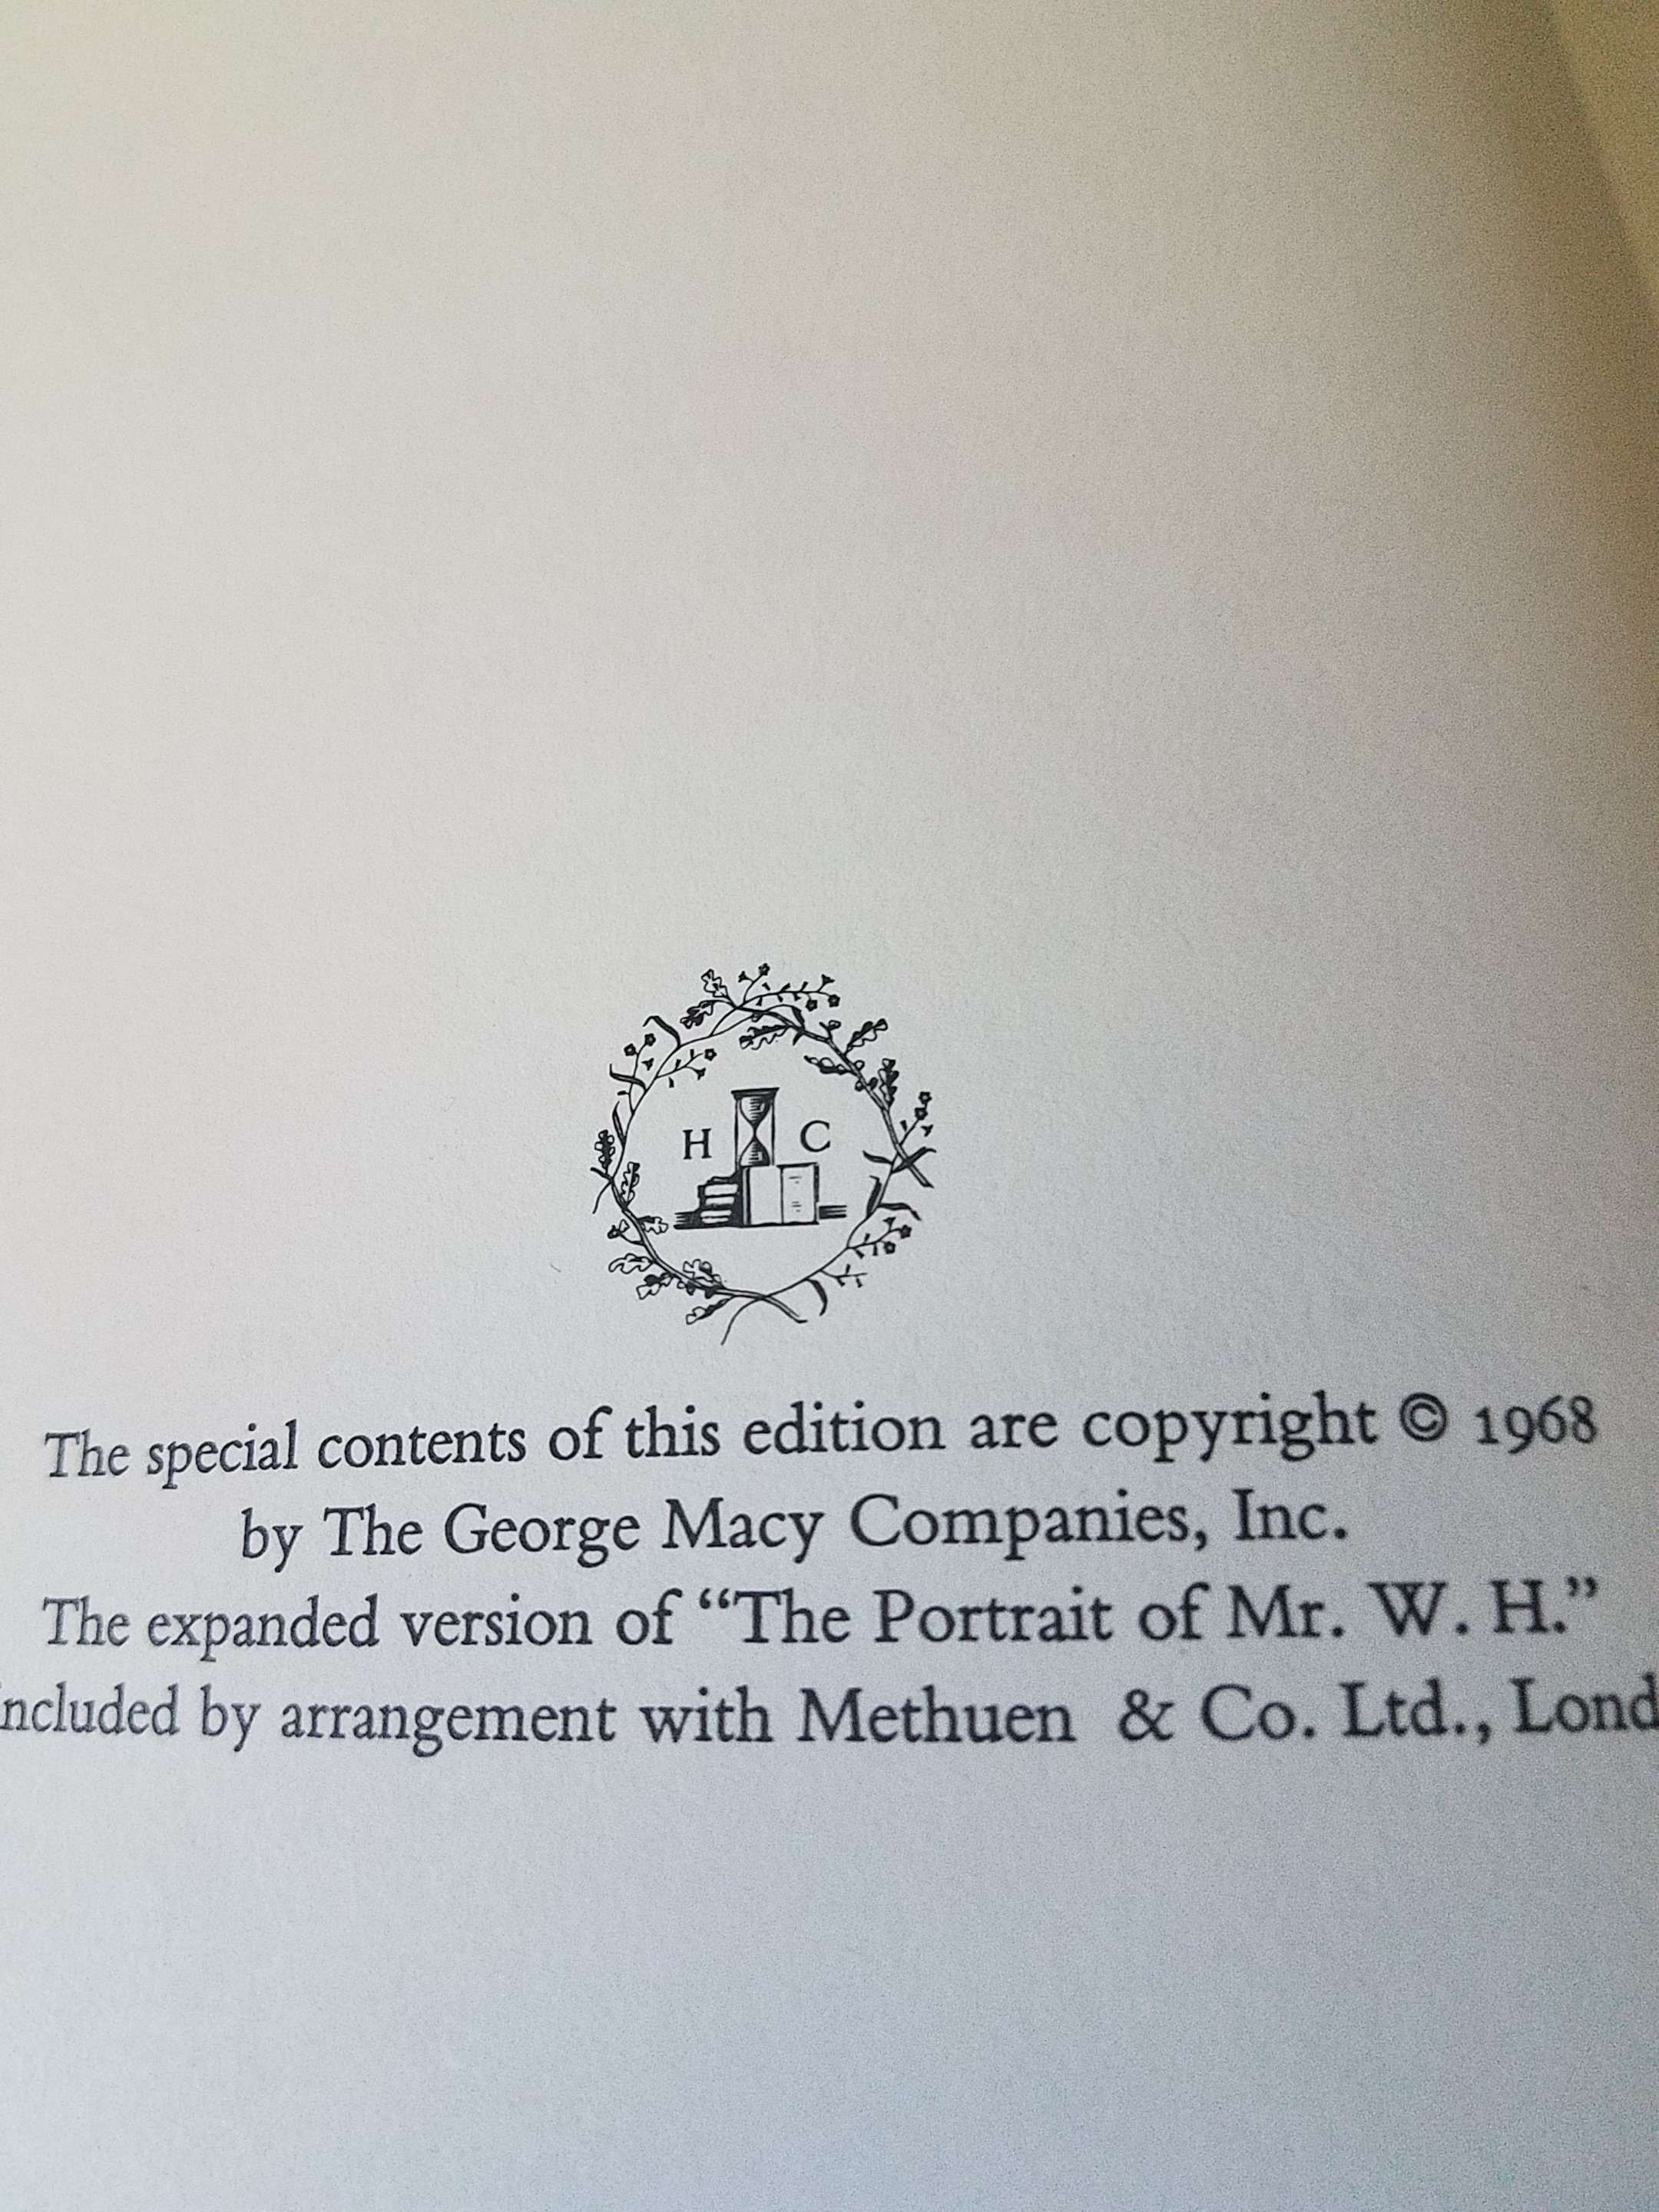 H C
The special contents of this edition are copyright © 1968
by The George Macy Companies, Inc.
The expanded version of “The Portrait of Mr. W. H.”
included by arrangement with Methuen & Co. Ltd., Lond